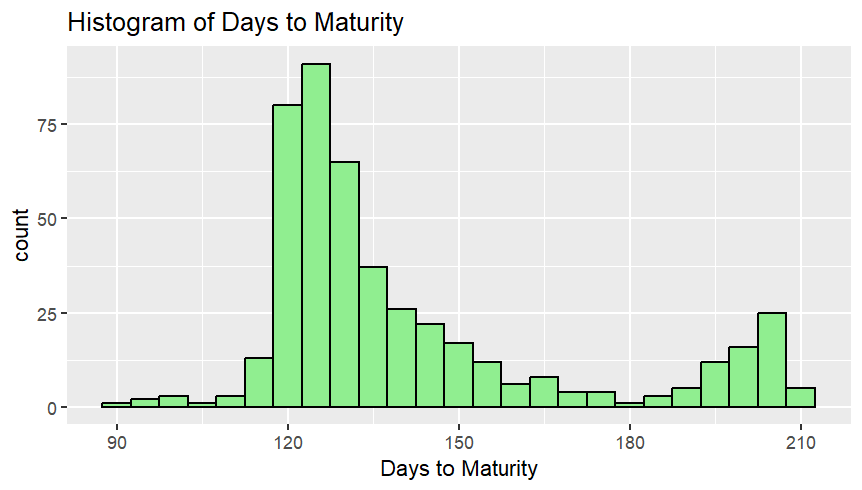 Histogram of Days to Maturity
75
50
25
0
count
90 120 150 180 210
Days to Maturity